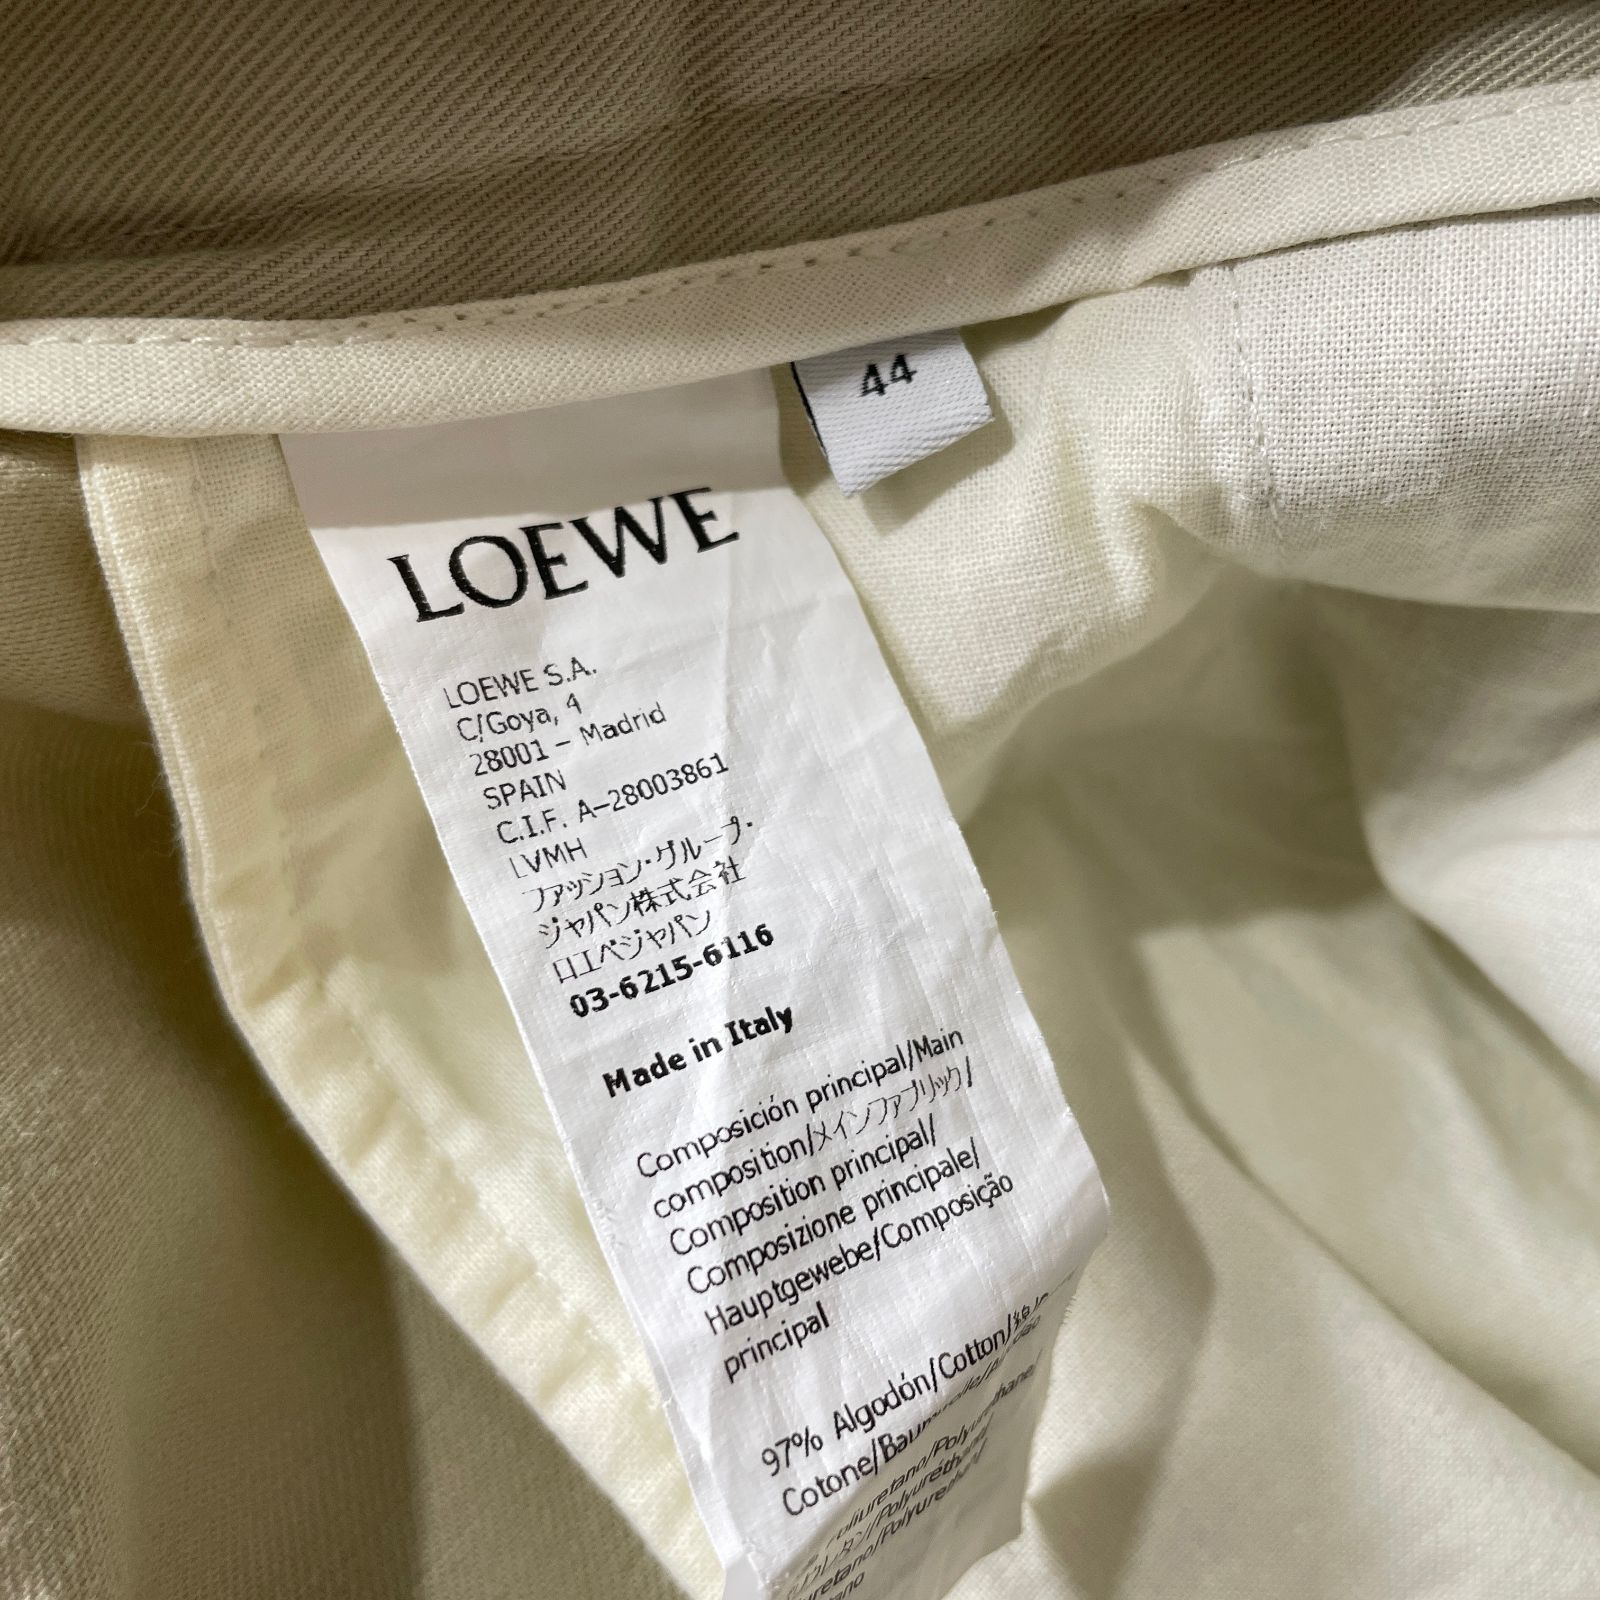 44
LOEWE
LOEWE S.A.
C/Goya, 4
28001 – Madrid
SPAIN
C.I.F. A–28003861
LVMH
ファッション・グループ・
ジャパン株式会社
ロエベジャパン
03-6215-6116
Made in Italy
Composición principal/Main
composition/メインファブリック/
Composition principal/
Composizione principale/
Hauptgewebe/Composição
principal
97% Algodón/Cotton/綿/
Cotone/Baumwolle/